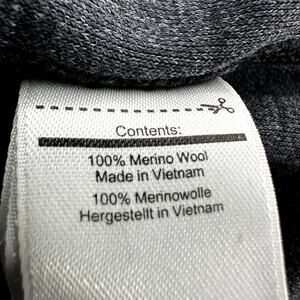 Contents:
100% Merino Wool
Made in Vietnam
100% Merinowolle
Hergestellt in Vietnam